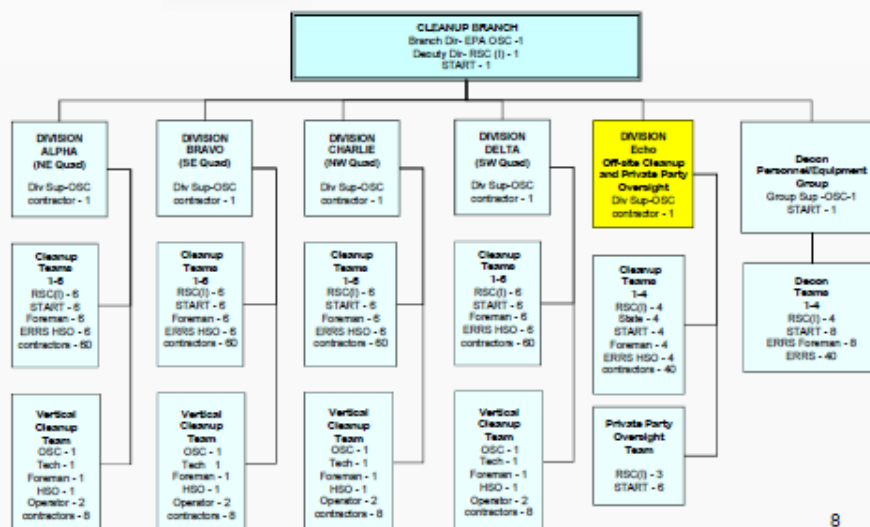 CLEANUP BRANCH
Branch Dir- EPA OSC -1
Deputy Dir- RSC (I) - 1
START - 1
DIVISION
ALPHA
(NE Quad)
Div Sup-OSC
contractor - 1
DIVISION
BRAVO
(SE Quad)
Div Sup-OSC
contractor - 1
DIVISION
CHARLIE
(NW Quad)
Div Sup-OSC
contractor - 1
DIVISION
DELTA
(SW Quad)
Div Sup-OSC
contractor - 1
DIVISION
Echo
Off-site Cleanup
and Private Party
Oversight
Div Sup-OSC
contractor - 1
Decon
Personnel/Equipment
Group
Group Sup -OSC-1
START - 1
Cleanup
Teams
1-6
RSC(I) - 6
START - 6
Foreman - 6
ERRS HSO - 6
contractors - 60
Cleanup
Teams
1-6
RSC(I) - 6
START - 6
Foreman - 6
ERRS HSO - 6
contractors - 60
Cleanup
Teams
1-6
RSC(I) - 6
START - 6
Foreman - 6
ERRS HSO - 6
contractors - 60
Cleanup
Teams
1-6
RSC(I) - 6
START - 6
Foreman - 6
ERRS HSO - 6
contractors - 60
Cleanup
Teams
1-4
RSC(I) - 4
State - 4
START - 4
Foreman - 4
ERRS HSO - 4
contractors - 40
Decon
Teams
1-4
RSC(I) - 4
START - 8
ERRS Foreman - 8
ERRS - 40
Vertical
Cleanup
Team
OSC - 1
Tech - 1
Foreman - 1
HSO - 1
Operator - 2
contractors - 8
Vertical
Cleanup
Team
OSC - 1
Tech 1
Foreman - 1
HSO - 1
Operator - 2
contractors - 8
Vertical
Cleanup
Team
OSC - 1
Tech - 1
Foreman - 1
HSO - 1
Operator - 2
contractors - 8
Vertical
Cleanup
Team
OSC - 1
Tech - 1
Foreman - 1
HSO - 1
Operator - 2
contractors - 8
Private Party
Oversight
Team
RSC(I) - 3
START - 6
8